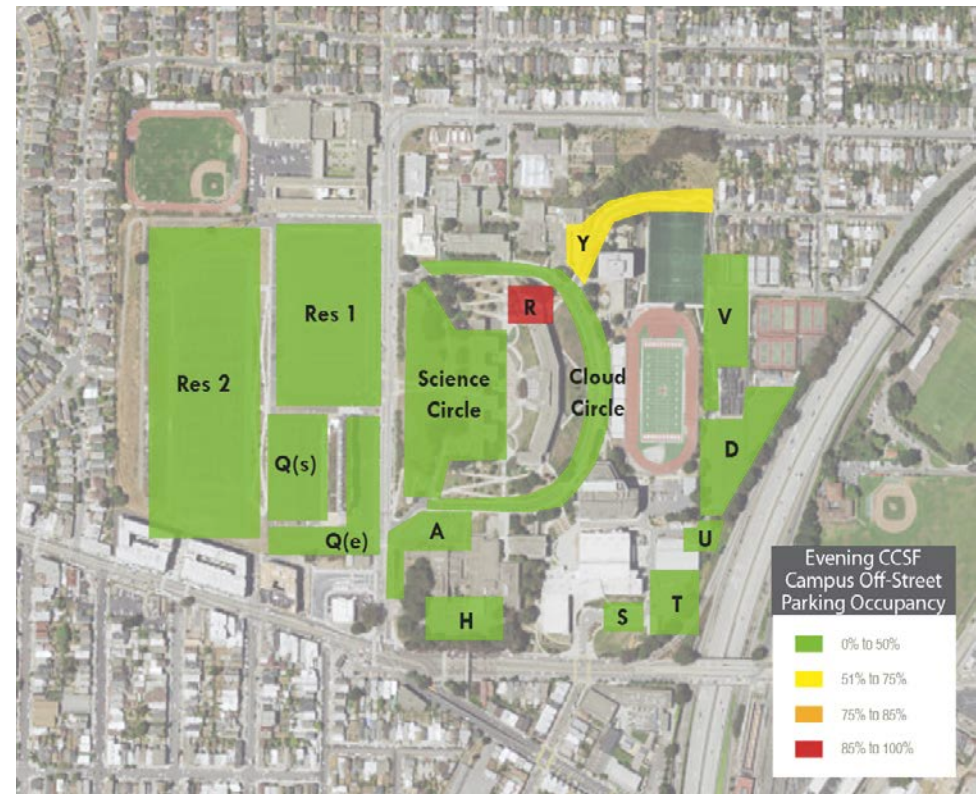 Y
R
Res 1
V
Res 2
Science
Circle
Cloud
Circle
D
Q(s)
A
Q(e)
U
H
S
T
Evening CCSF
Campus Off-Street
Parking Occupancy
0% to 50%
51% to 75%
75% to 85%
85% to 100%